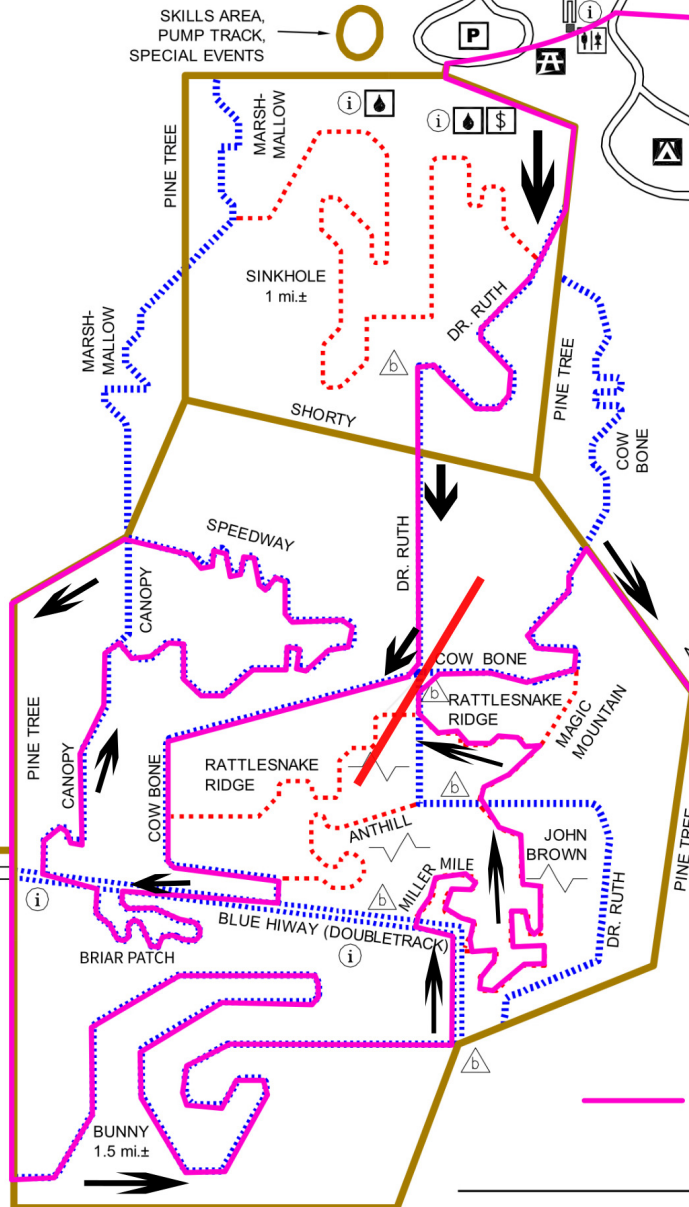 SKILLS AREA,
PUMP TRACK,
SPECIAL EVENTS
P
i
MARSH-
MALLOW
PINE TREE
i
i
$
SINKHOLE
1 mi.±
DR. RUTH
MARSH-
MALLOW
b
SHORTY
PINE TREE
COW
BONE
SPEEDWAY
DR. RUTH
CANOPY
COW BONE
b
RATTLESNAKE
RIDGE
MAGIC
MOUNTAIN
PINE TREE
CANOPY
COW BONE
RATTLESNAKE
RIDGE
b
ANTHILL
JOHN
BROWN
PINE TREE
MILLER MILE
b
i
BLUE HIWAY (DOUBLETRACK)
i
DR. RUTH
BRIAR PATCH
b
BUNNY
1.5 mi.±